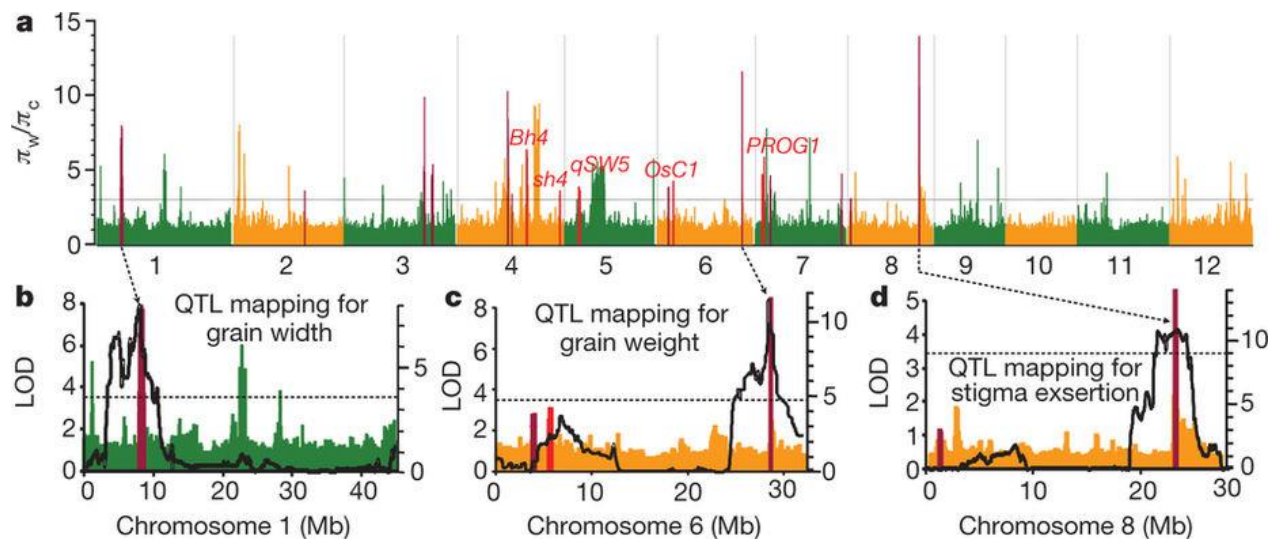 a
15
10
5
0
π_w/π_c
Bh4
sh4
qSW5
OsC1
PROG1
1 2 3 4 5 6 7 8 9 10 11 12
b
8
6
4
2
0
LOD
QTL mapping for
grain width
5
0
0 10 20 30 40
Chromosome 1 (Mb)
c
8
6
4
2
0
LOD
QTL mapping for
grain weight
10
5
0
0 10 20 30
Chromosome 6 (Mb)
d
5
4
3
2
1
0
LOD
QTL mapping for
stigma exsertion
10
5
0
0 10 20 30
Chromosome 8 (Mb)